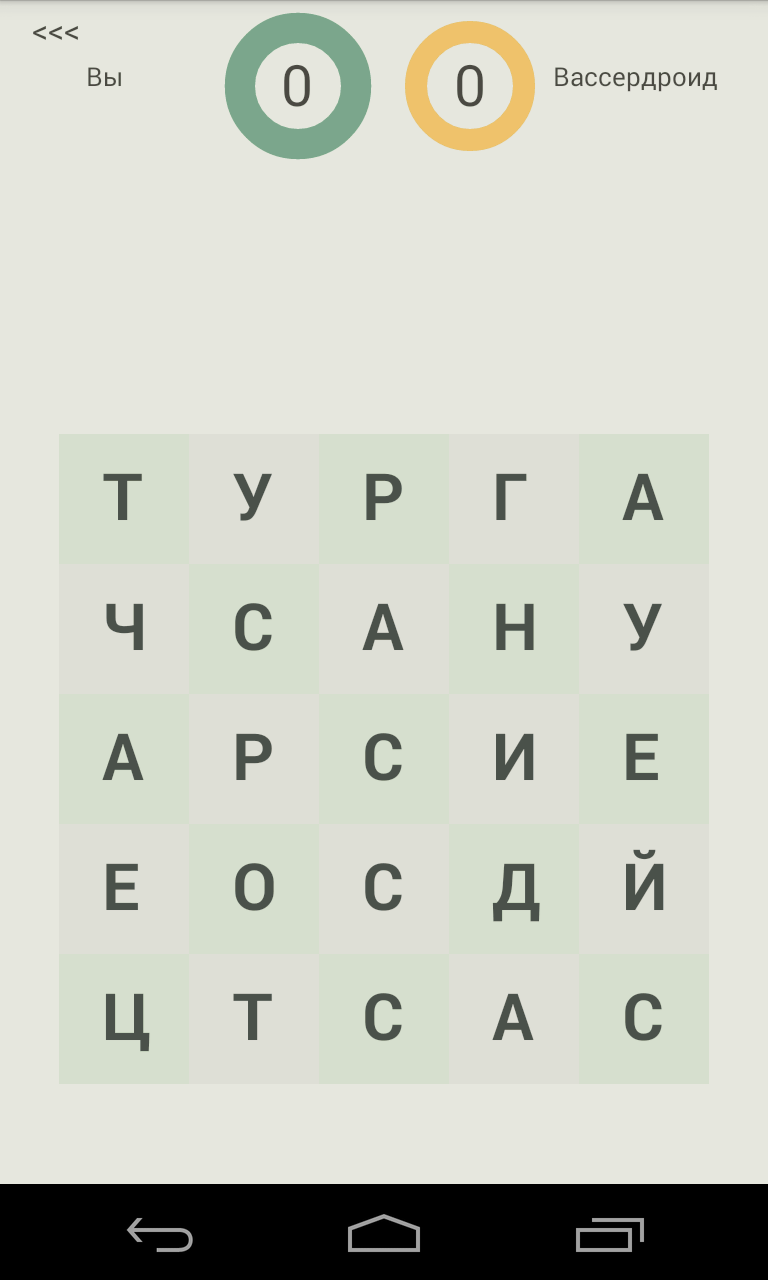 <<<
Вы 0 0 Вассердроид
Т У Р Г А
Ч С А Н У
А Р С И Е
Е О С Д Й
Ц Т С А С